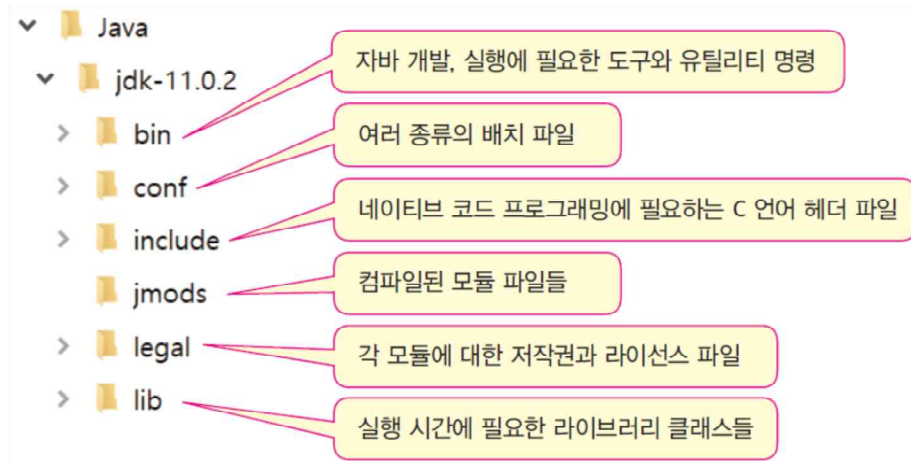 Java
자바 개발, 실행에 필요한 도구와 유틸리티 명령
jdk-11.0.2
bin
여러 종류의 배치 파일
conf
네이티브 코드 프로그래밍에 필요하는 C 언어 헤더 파일
include
컴파일된 모듈 파일들
jmods
legal
각 모듈에 대한 저작권과 라이선스 파일
lib
실행 시간에 필요한 라이브러리 클래스들